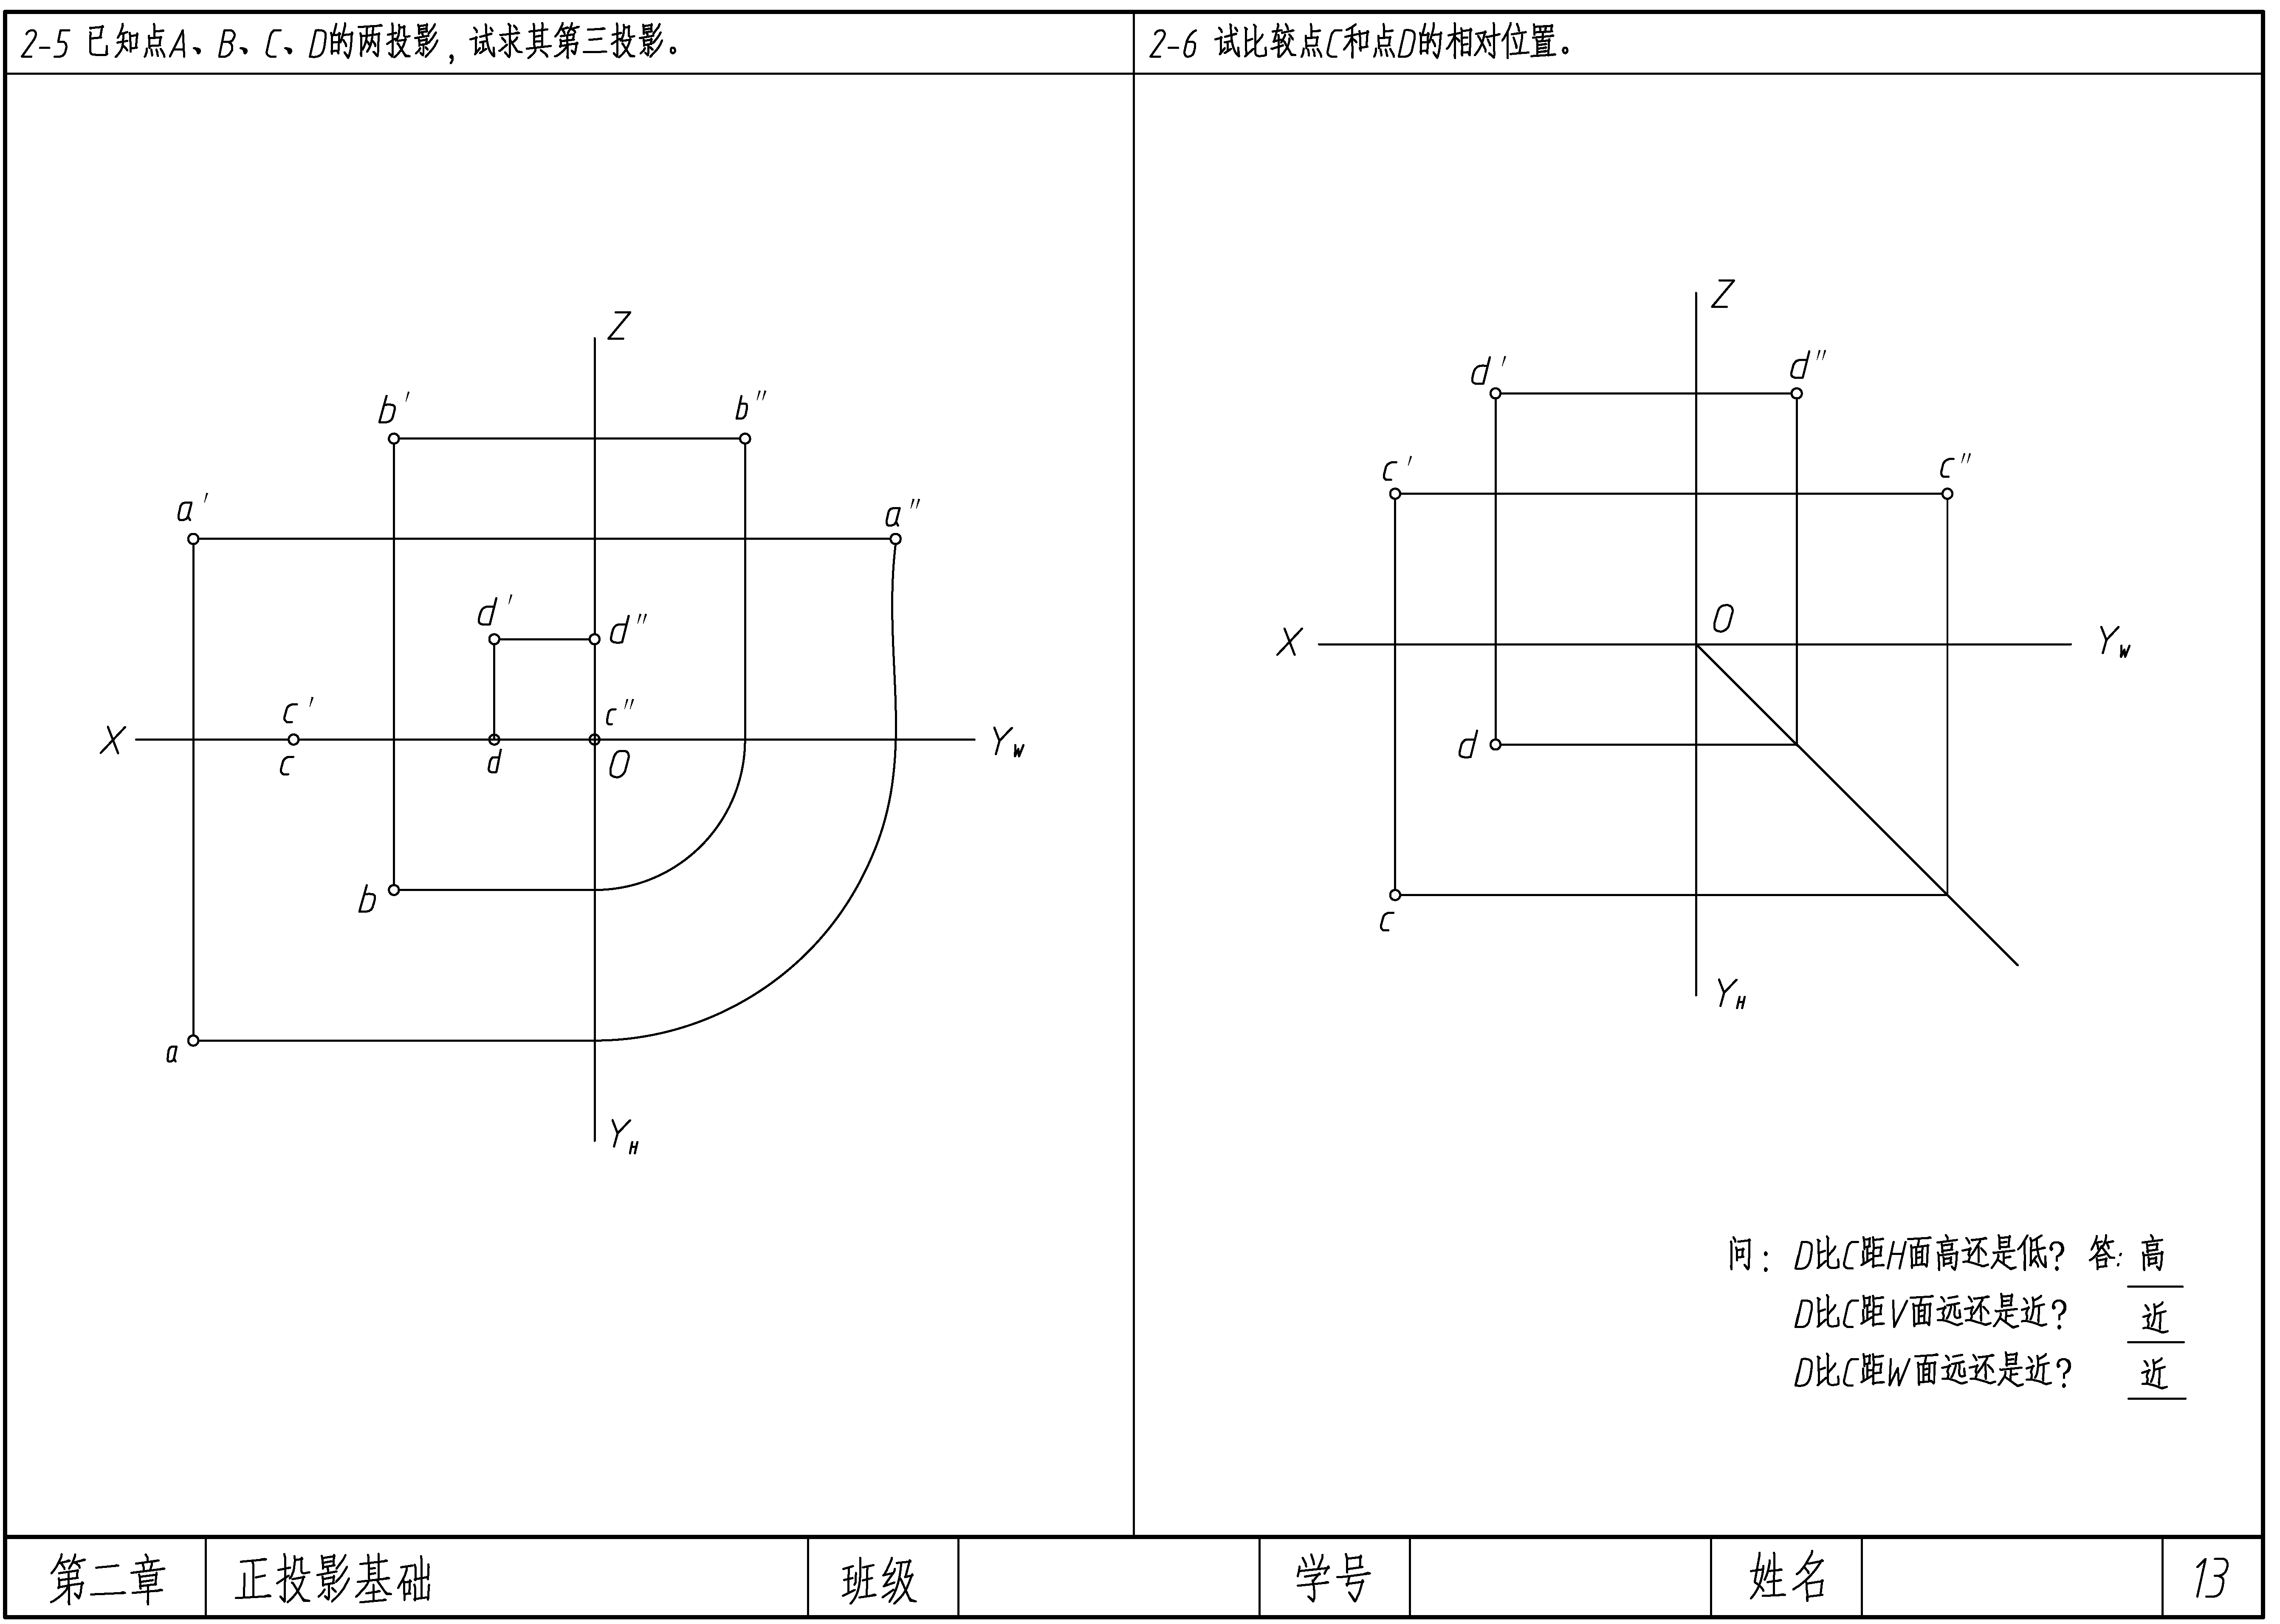 2-5 已知点A、B、C、D的两投影，试求其第三投影。
2-6 试比较点C和点D的相对位置。
Z
b' b"
a' a"
d' d"
c' c"
X Y_W
c d O
b
a
Y_H
Z
d' d"
c' c"
O
X Y_W
d
c
Y_H
问： D比C距H面高还是低? 答: 高
D比C距V面远还是近? 近
D比C距W面远还是近? 近
第二章 正投影基础 班级 学号 姓名 13